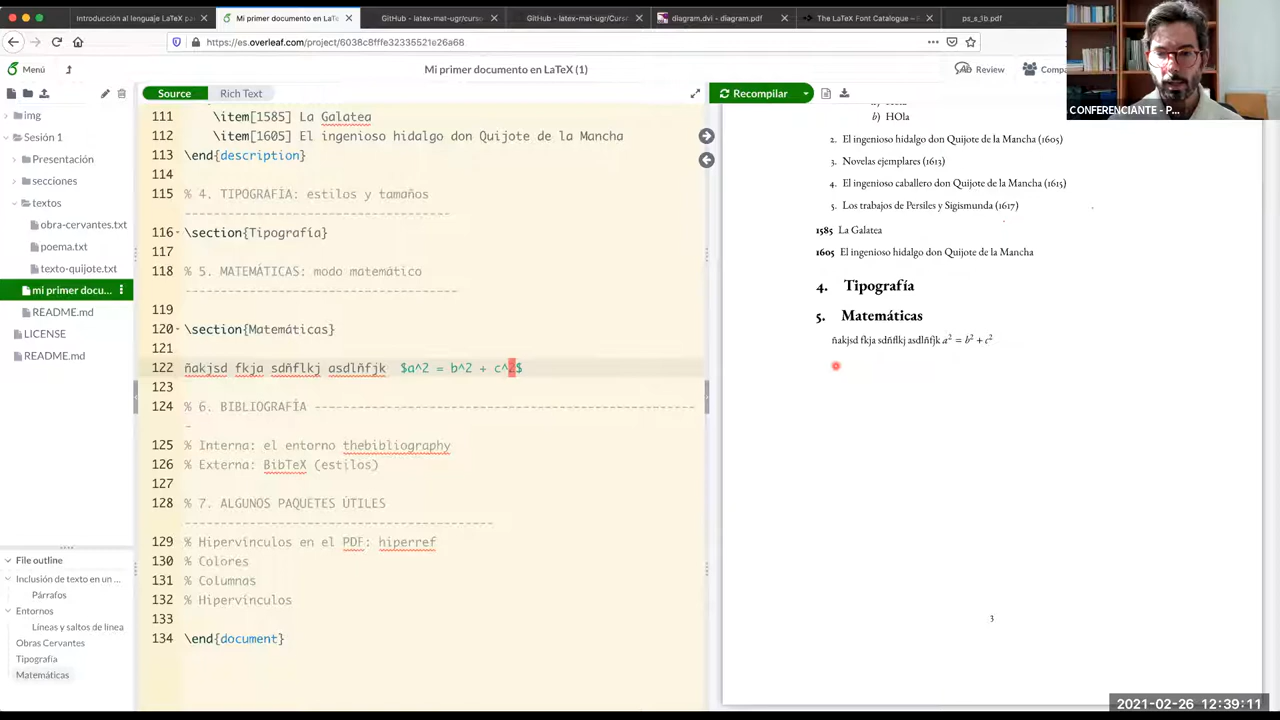 Introducción al lenguaje LaTeX pa
Mi primer documento en LaTe
GitHub - latex-mat-ugr/curso
GitHub - latex-mat-ugr/Curso
diagram.dvi - diagram.pdf
The LaTeX Font Catalogue –
ps_s_1b.pdf
https://es.overleaf.com/project/6038c8fffe32335521e26a68
Menú
Mi primer documento en LaTeX (1)
Review
Comp
CONFERENCIANTE - P...
Source
Rich Text
Recompilar
img
Sesión 1
Presentación
secciones
textos
obra-cervantes.txt
poema.txt
texto-quijote.txt
mi primer docu...
README.md
LICENSE
README.md
File outline
Inclusión de texto en un ...
Párrafos
Entornos
Líneas y saltos de línea
Obras Cervantes
Tipografía
Matemáticas
111 \item[1585] La Galatea
112 \item[1605] El ingenioso hidalgo don Quijote de la Mancha
113 \end{description}
114
115 % 4. TIPOGRAFÍA: estilos y tamaños
-------------------------------------
116 \section{Tipografía}
117
118 % 5. MATEMÁTICAS: modo matemático
--------------------------------------
119
120 \section{Matemáticas}
121
122 ñakjsd fkja sdñflkj asdlñfjk  $a^2 = b^2 + c^2$
123
124 % 6. BIBLIOGRAFÍA -----------------------------------------------------
-
125 % Interna: el entorno thebibliography
126 % Externa: BibTeX (estilos)
127
128 % 7. ALGUNOS PAQUETES ÚTILES
-------------------------------------------
129 % Hipervínculos en el PDF: hiperref
130 % Colores
131 % Columnas
132 % Hipervínculos
133
134 \end{document}
b) HOla
2. El ingenioso hidalgo don Quijote de la Mancha (1605)
3. Novelas ejemplares (1613)
4. El ingenioso caballero don Quijote de la Mancha (1615)
5. Los trabajos de Persiles y Sigismunda (1617)
1585 La Galatea
1605 El ingenioso hidalgo don Quijote de la Mancha
4. Tipografía
5. Matemáticas
ñakjsd fkja sdñflkj asdlñfjk a² = b² + c²
3
2021-02-26 12:39:11